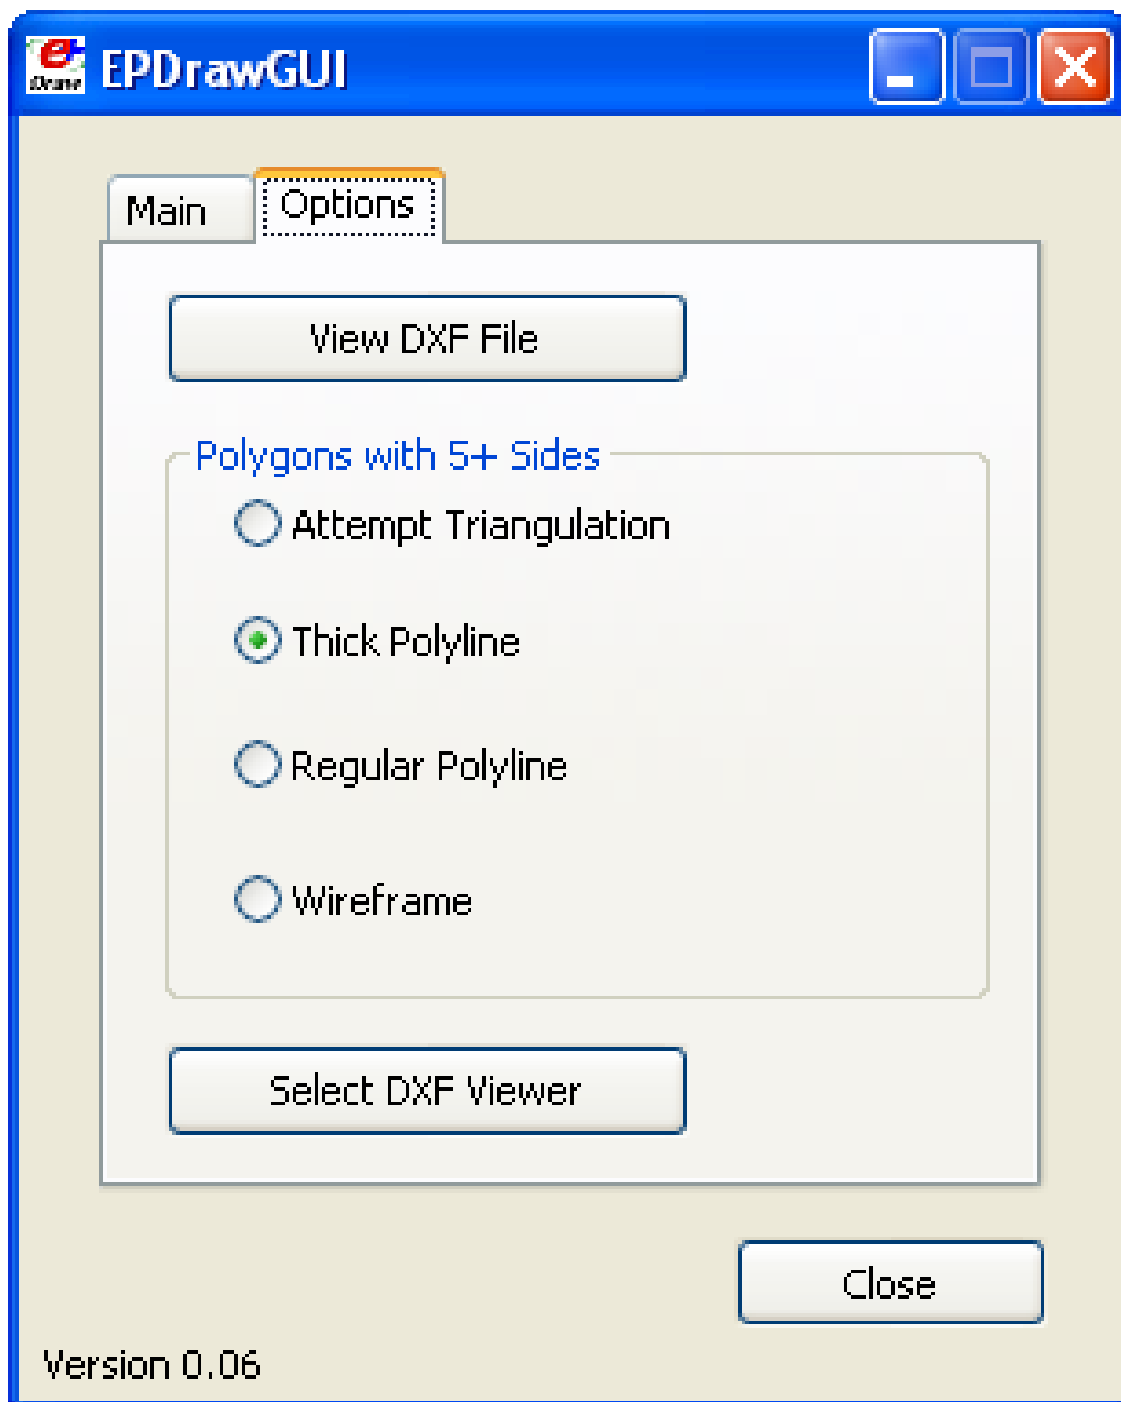 EPDrawGUI
Main
Options
View DXF File
Polygons with 5+ Sides
Attempt Triangulation
Thick Polyline
Regular Polyline
Wireframe
Select DXF Viewer
Close
Version 0.06